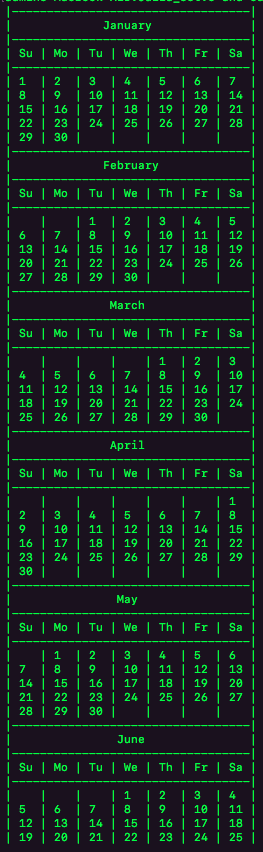 January
Su | Mo | Tu | We | Th | Fr | Sa
1 | 2 | 3 | 4 | 5 | 6 | 7
8 | 9 | 10 | 11 | 12 | 13 | 14
15 | 16 | 17 | 18 | 19 | 20 | 21
22 | 23 | 24 | 25 | 26 | 27 | 28
29 | 30 | | | | |
February
Su | Mo | Tu | We | Th | Fr | Sa
| | 1 | 2 | 3 | 4 | 5
6 | 7 | 8 | 9 | 10 | 11 | 12
13 | 14 | 15 | 16 | 17 | 18 | 19
20 | 21 | 22 | 23 | 24 | 25 | 26
27 | 28 | 29 | 30 | | |
March
Su | Mo | Tu | We | Th | Fr | Sa
| | | | 1 | 2 | 3
4 | 5 | 6 | 7 | 8 | 9 | 10
11 | 12 | 13 | 14 | 15 | 16 | 17
18 | 19 | 20 | 21 | 22 | 23 | 24
25 | 26 | 27 | 28 | 29 | 30 |
April
Su | Mo | Tu | We | Th | Fr | Sa
| | | | | | 1
2 | 3 | 4 | 5 | 6 | 7 | 8
9 | 10 | 11 | 12 | 13 | 14 | 15
16 | 17 | 18 | 19 | 20 | 21 | 22
23 | 24 | 25 | 26 | 27 | 28 | 29
30 | | | | | |
May
Su | Mo | Tu | We | Th | Fr | Sa
| 1 | 2 | 3 | 4 | 5 | 6
7 | 8 | 9 | 10 | 11 | 12 | 13
14 | 15 | 16 | 17 | 18 | 19 | 20
21 | 22 | 23 | 24 | 25 | 26 | 27
28 | 29 | 30 | | | |
June
Su | Mo | Tu | We | Th | Fr | Sa
| | | 1 | 2 | 3 | 4
5 | 6 | 7 | 8 | 9 | 10 | 11
12 | 13 | 14 | 15 | 16 | 17 | 18
19 | 20 | 21 | 22 | 23 | 24 | 25